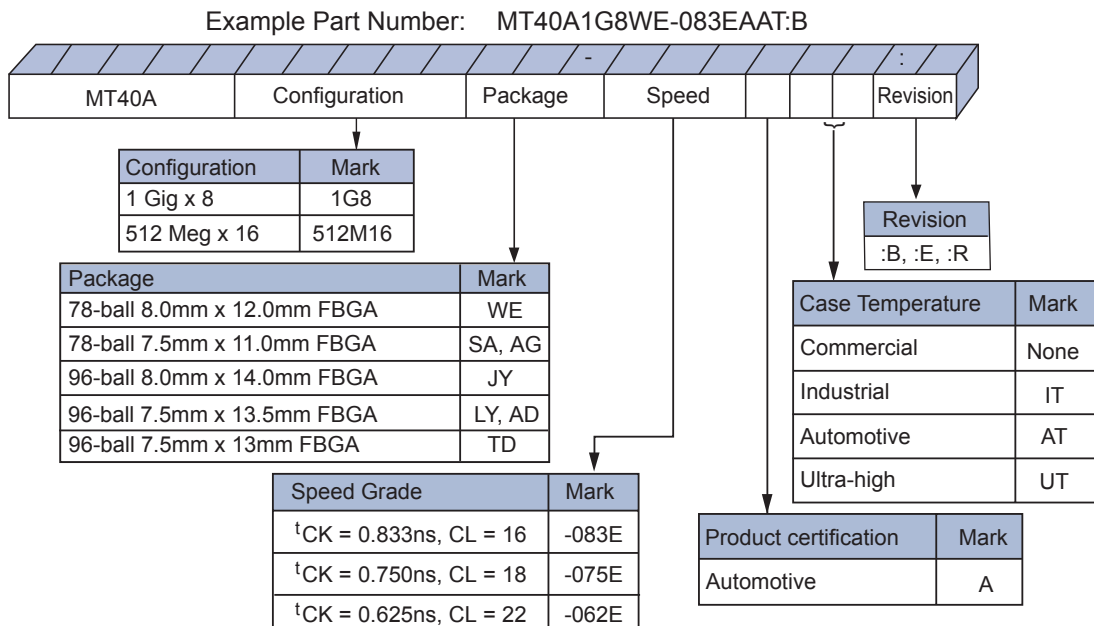 Example Part Number: MT40A1G8WE-083EAAT:B
- :
MT40A Configuration Package Speed Revision
Configuration Mark
1 Gig x 8 1G8
512 Meg x 16 512M16
Package Mark
78-ball 8.0mm x 12.0mm FBGA WE
78-ball 7.5mm x 11.0mm FBGA SA, AG
96-ball 8.0mm x 14.0mm FBGA JY
96-ball 7.5mm x 13.5mm FBGA LY, AD
96-ball 7.5mm x 13mm FBGA TD
Speed Grade Mark
tCK = 0.833ns, CL = 16 -083E
tCK = 0.750ns, CL = 18 -075E
tCK = 0.625ns, CL = 22 -062E
Revision
:B, :E, :R
Case Temperature Mark
Commercial None
Industrial IT
Automotive AT
Ultra-high UT
Product certification Mark
Automotive A